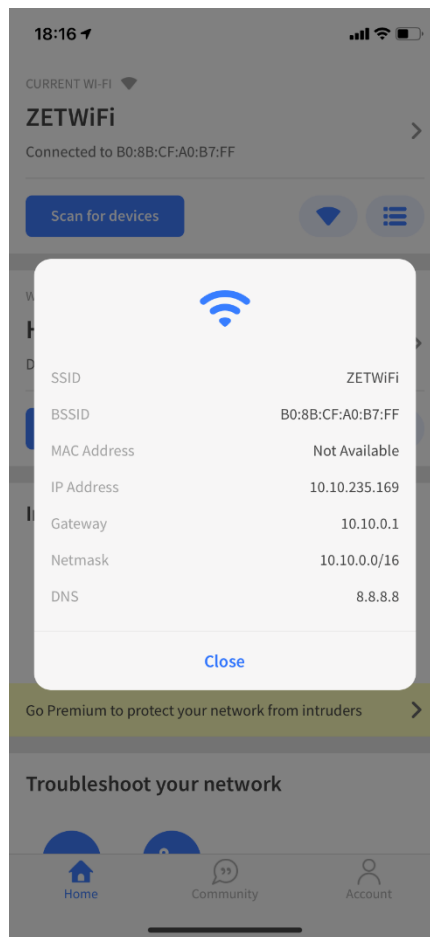 18:16
CURRENT WI-FI
ZETWiFi
Connected to B0:8B:CF:A0:B7:FF
Scan for devices
SSID ZETWiFi
BSSID B0:8B:CF:A0:B7:FF
MAC Address Not Available
IP Address 10.10.235.169
Gateway 10.10.0.1
Netmask 10.10.0.0/16
DNS 8.8.8.8
Close
Go Premium to protect your network from intruders
Troubleshoot your network
Home Community Account